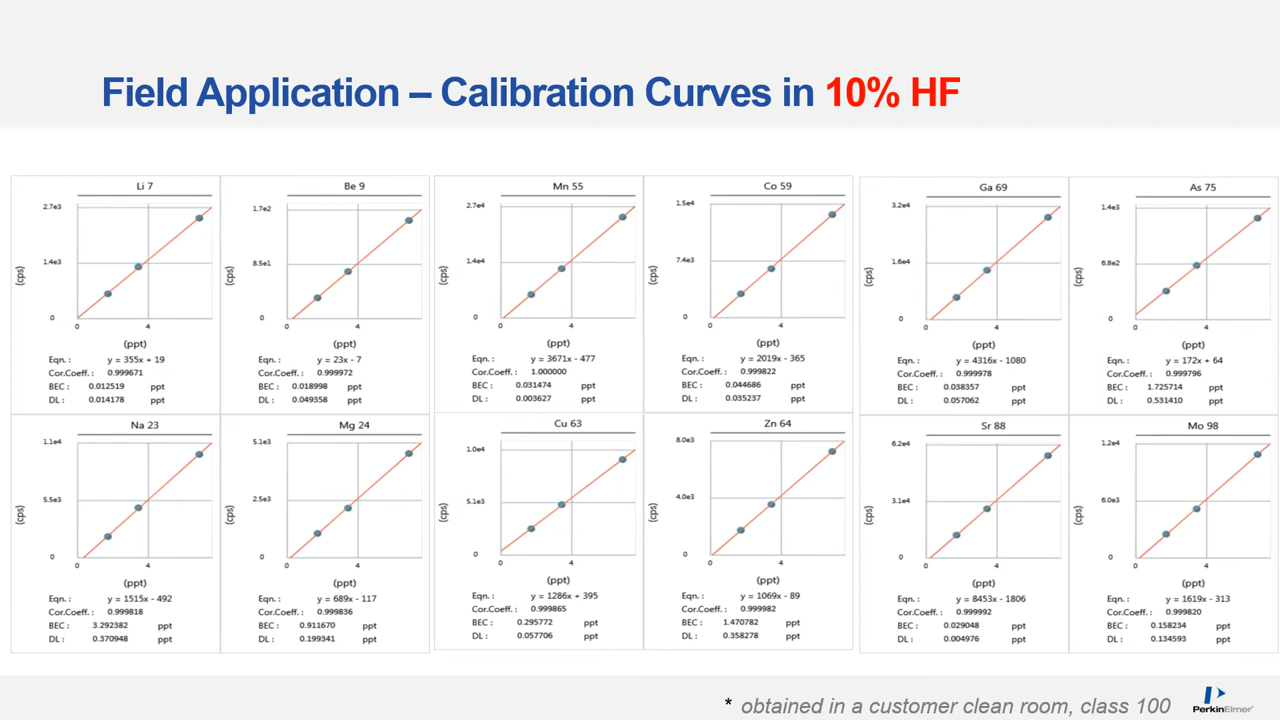 Field Application – Calibration Curves in 10% HF
Li 7
2.7e3
1.4e3
0
0
4
(cps)
(ppt)
Eqn. : y = 355x + 19
Cor.Coeff. : 0.999671
BEC : 0.012519 ppt
DL : 0.014178 ppt
Be 9
1.7e2
8.5e1
0
0
4
(cps)
(ppt)
Eqn. : y = 23x - 7
Cor.Coeff. : 0.999972
BEC : 0.018998 ppt
DL : 0.049358 ppt
Mn 55
2.7e4
1.4e4
0
0
4
(cps)
(ppt)
Eqn. : y = 3671x - 477
Cor.Coeff. : 1.000000
BEC : 0.031474 ppt
DL : 0.003627 ppt
Co 59
1.5e4
7.4e3
0
0
4
(cps)
(ppt)
Eqn. : y = 2019x - 365
Cor.Coeff. : 0.999822
BEC : 0.044686 ppt
DL : 0.035237 ppt
Ga 69
3.2e4
1.6e4
0
0
4
(cps)
(ppt)
Eqn. : y = 4316x - 1080
Cor.Coeff. : 0.999978
BEC : 0.038357 ppt
DL : 0.057062 ppt
As 75
1.4e3
6.8e2
0
0
4
(cps)
(ppt)
Eqn. : y = 172x + 64
Cor.Coeff. : 0.999796
BEC : 1.725714 ppt
DL : 0.531410 ppt
Na 23
1.1e4
5.5e3
0
0
4
(cps)
(ppt)
Eqn. : y = 1515x - 492
Cor.Coeff. : 0.999818
BEC : 3.292382 ppt
DL : 0.370948 ppt
Mg 24
5.1e3
2.5e3
0
0
4
(cps)
(ppt)
Eqn. : y = 689x - 117
Cor.Coeff. : 0.999836
BEC : 0.911670 ppt
DL : 0.199341 ppt
Cu 63
1.0e4
5.1e3
0
0
4
(cps)
(ppt)
Eqn. : y = 1286x + 395
Cor.Coeff. : 0.999865
BEC : 0.295772 ppt
DL : 0.057706 ppt
Zn 64
8.0e3
4.0e3
0
0
4
(cps)
(ppt)
Eqn. : y = 1069x - 89
Cor.Coeff. : 0.999982
BEC : 1.470782 ppt
DL : 0.358278 ppt
Sr 88
6.2e4
3.1e4
0
0
4
(cps)
(ppt)
Eqn. : y = 8453x - 1806
Cor.Coeff. : 0.999992
BEC : 0.029048 ppt
DL : 0.004976 ppt
Mo 98
1.2e4
6.0e3
0
0
4
(cps)
(ppt)
Eqn. : y = 1619x - 313
Cor.Coeff. : 0.999820
BEC : 0.158234 ppt
DL : 0.134593 ppt
* obtained in a customer clean room, class 100
PerkinElmer